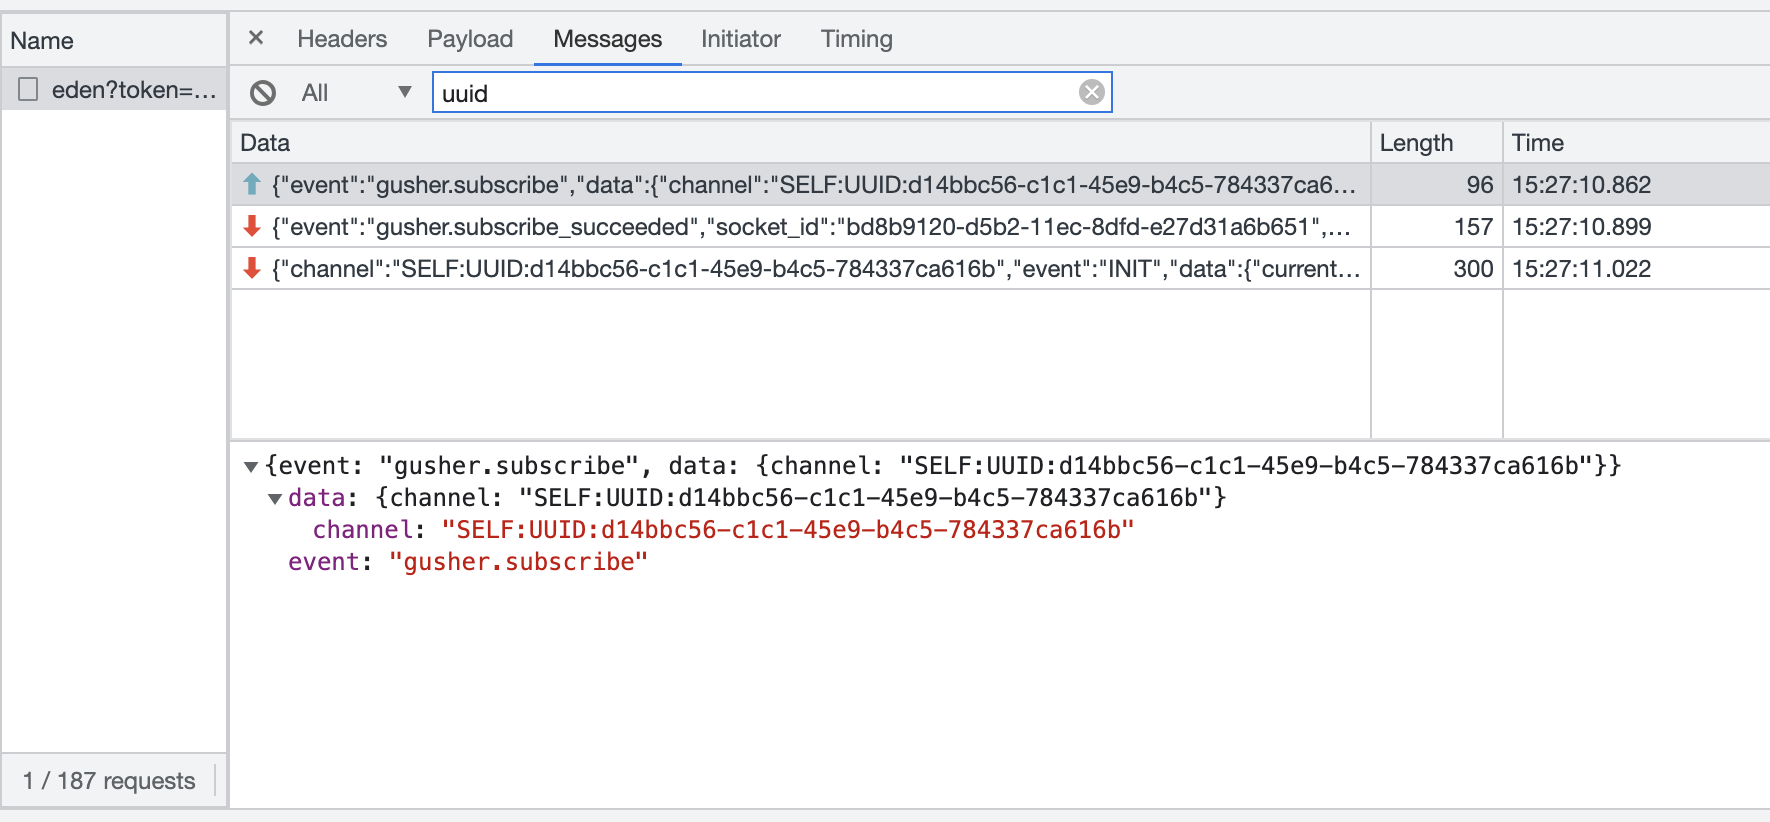 Name
eden?token=...
1 / 187 requests
× Headers Payload Messages Initiator Timing
All ▼ uuid
Data Length Time
{"event":"gusher.subscribe","data":{"channel":"SELF:UUID:d14bbc56-c1c1-45e9-b4c5-784337ca6... 96 15:27:10.862
{"event":"gusher.subscribe_succeeded","socket_id":"bd8b9120-d5b2-11ec-8dfd-e27d31a6b651",... 157 15:27:10.899
{"channel":"SELF:UUID:d14bbc56-c1c1-45e9-b4c5-784337ca616b","event":"INIT","data":{"current... 300 15:27:11.022
▼{event: "gusher.subscribe", data: {channel: "SELF:UUID:d14bbc56-c1c1-45e9-b4c5-784337ca616b"}}
▼data: {channel: "SELF:UUID:d14bbc56-c1c1-45e9-b4c5-784337ca616b"}
channel: "SELF:UUID:d14bbc56-c1c1-45e9-b4c5-784337ca616b"
event: "gusher.subscribe"